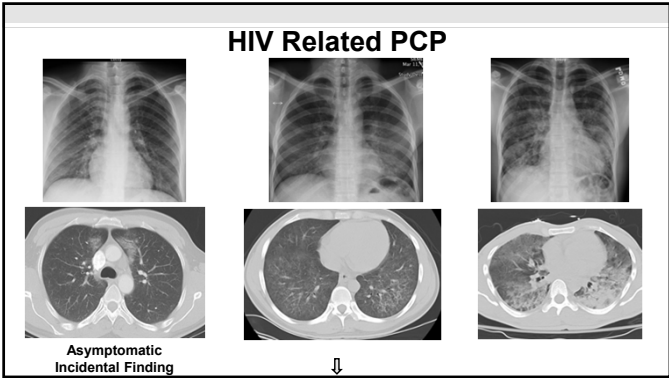 HIV Related PCP
Asymptomatic
Incidental Finding